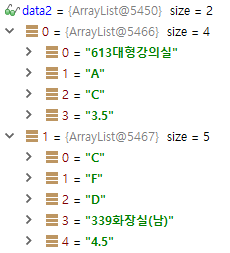 data2 = {ArrayList@5450} size = 2
0 = {ArrayList@5466} size = 4
0 = "613대형강의실"
1 = "A"
2 = "C"
3 = "3.5"
1 = {ArrayList@5467} size = 5
0 = "C"
1 = "F"
2 = "D"
3 = "339화장실(남)"
4 = "4.5"